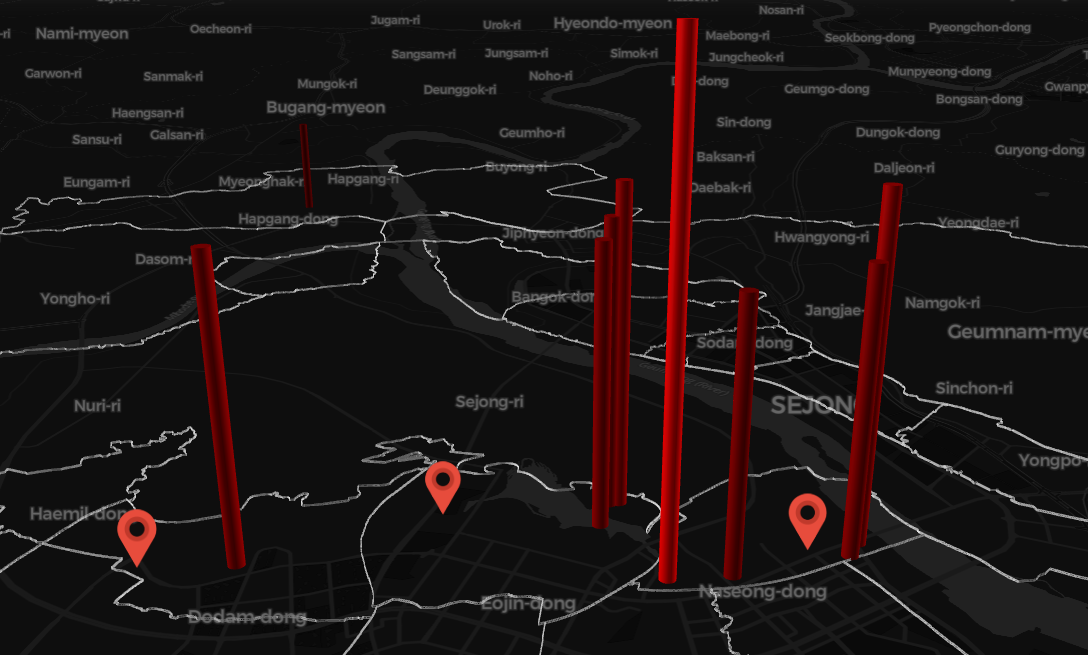 Jugam-ri
Nosan-ri
Nami-myeon
Oecheon-ri
Urok-ri
Hyeondo-myeon
Maebong-ri
Seokbong-dong
Pyeongchon-dong
Sangsam-ri
Jungsam-ri
Simok-ri
Jungcheok-ri
Garwon-ri
Sanmak-ri
Mungok-ri
Noho-ri
Munpyeong-dong
Deunggok-ri
Geumgo-dong
Bongsan-dong
Haengsan-ri
Bugang-myeon
Sin-dong
Sansu-ri
Galsan-ri
Geumho-ri
Dungok-dong
Guryong-dong
Baksan-ri
Buyong-ri
Daljeon-ri
Eungam-ri
Myeonghak-r
Hapgang-ri
Daebak-ri
Hapgang-dong
Jiphyeon-dong
Hwangyong-ri
Yeongdae-ri
Dasom-r
Yongho-ri
Bangok-don
Jangjae-
Namgok-ri
Geumnam-mye
Sodam-dong
Sinchon-ri
Nuri-ri
Sejong-ri
SEJONG
Yongpo-
Haemil-don
Dodam-dong
Eojin-dong
Naseong-dong